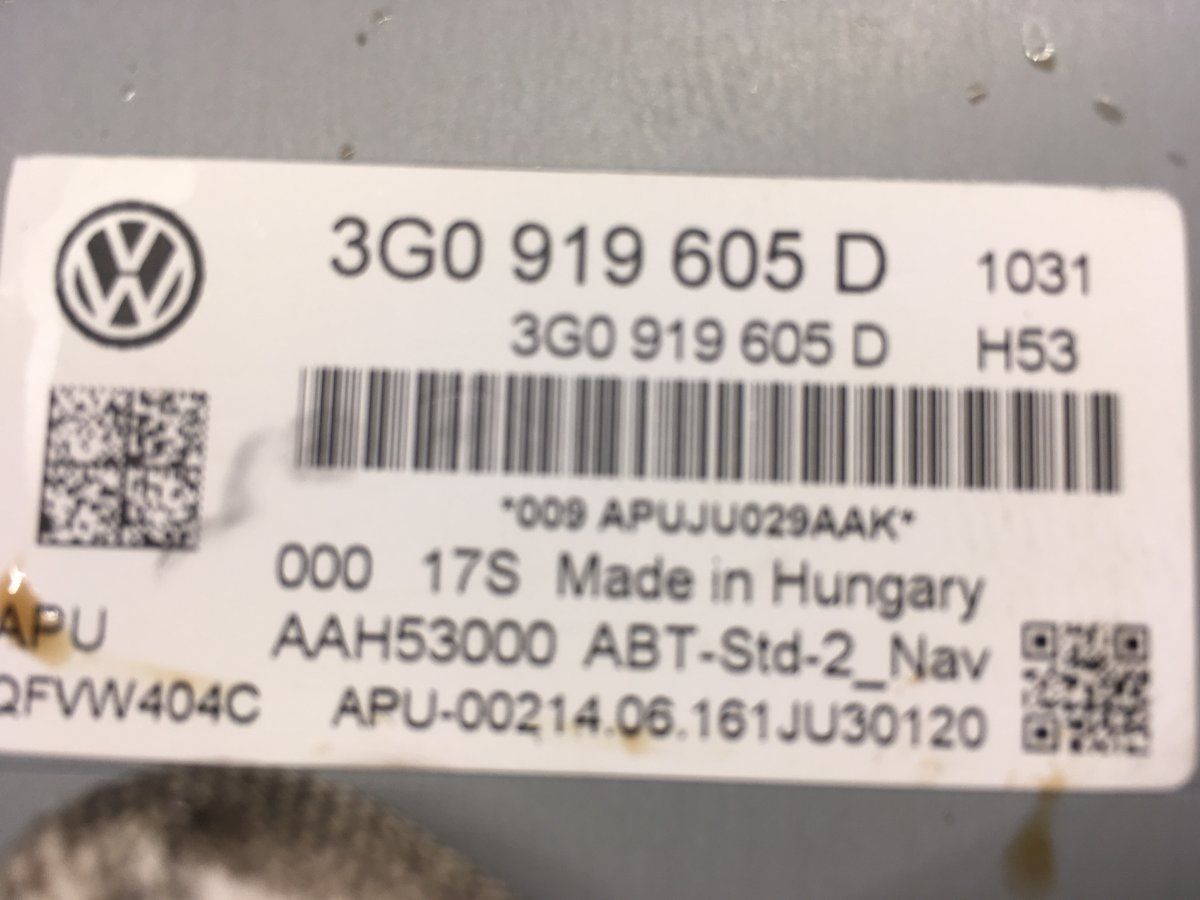 3G0 919 605 D 1031
3G0 919 605 D H53
*009 APUJU029AAK*
000 17S Made in Hungary
APU AAH53000 ABT-Std-2_Nav
QFVW404C APU-00214.06.161JU30120